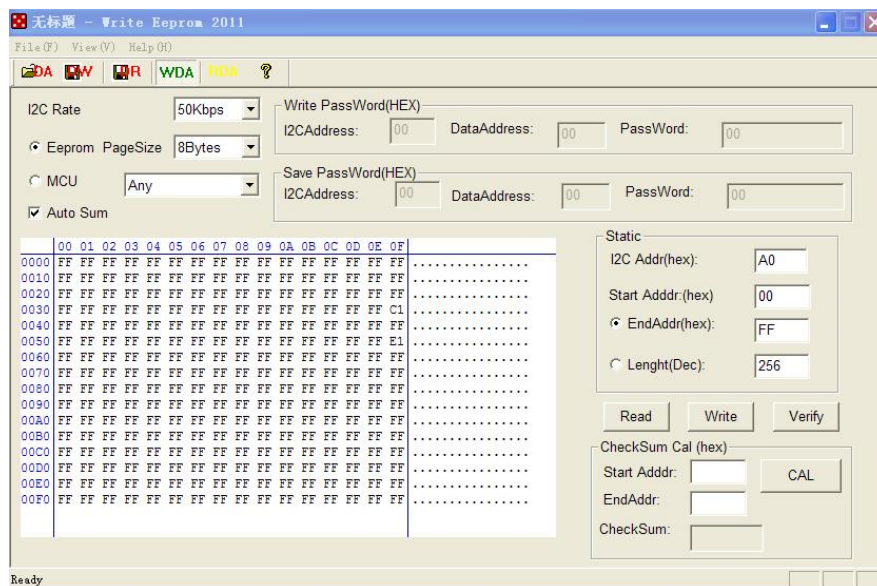 无标题 - Write Eeprom 2011
File(F) View(V) Help(H)
DA W R WDA RDA ?
I2C Rate 50Kbps
Eeprom PageSize 8Bytes
MCU Any
Auto Sum
Write PassWord(HEX)
I2CAddress: 00 DataAddress: 00 PassWord: 00
Save PassWord(HEX)
I2CAddress: 00 DataAddress: 00 PassWord: 00
00 01 02 03 04 05 06 07 08 09 0A 0B 0C 0D 0E 0F
0000 FF FF FF FF FF FF FF FF FF FF FF FF FF FF FF FF ................
0010 FF FF FF FF FF FF FF FF FF FF FF FF FF FF FF FF ................
0020 FF FF FF FF FF FF FF FF FF FF FF FF FF FF FF FF ................
0030 FF FF FF FF FF FF FF FF FF FF FF FF FF FF FF C1 ................
0040 FF FF FF FF FF FF FF FF FF FF FF FF FF FF FF FF ................
0050 FF FF FF FF FF FF FF FF FF FF FF FF FF FF FF E1 ................
0060 FF FF FF FF FF FF FF FF FF FF FF FF FF FF FF FF ................
0070 FF FF FF FF FF FF FF FF FF FF FF FF FF FF FF FF ................
0080 FF FF FF FF FF FF FF FF FF FF FF FF FF FF FF FF ................
0090 FF FF FF FF FF FF FF FF FF FF FF FF FF FF FF FF ................
00A0 FF FF FF FF FF FF FF FF FF FF FF FF FF FF FF FF ................
00B0 FF FF FF FF FF FF FF FF FF FF FF FF FF FF FF FF ................
00C0 FF FF FF FF FF FF FF FF FF FF FF FF FF FF FF FF ................
00D0 FF FF FF FF FF FF FF FF FF FF FF FF FF FF FF FF ................
00E0 FF FF FF FF FF FF FF FF FF FF FF FF FF FF FF FF ................
00F0 FF FF FF FF FF FF FF FF FF FF FF FF FF FF FF FF ................
Static
I2C Addr(hex): A0
Start Adddr:(hex) 00
EndAddr(hex): FF
Lenght(Dec): 256
Read Write Verify
CheckSum Cal (hex)
Start Adddr: CAL
EndAddr:
CheckSum:
Ready